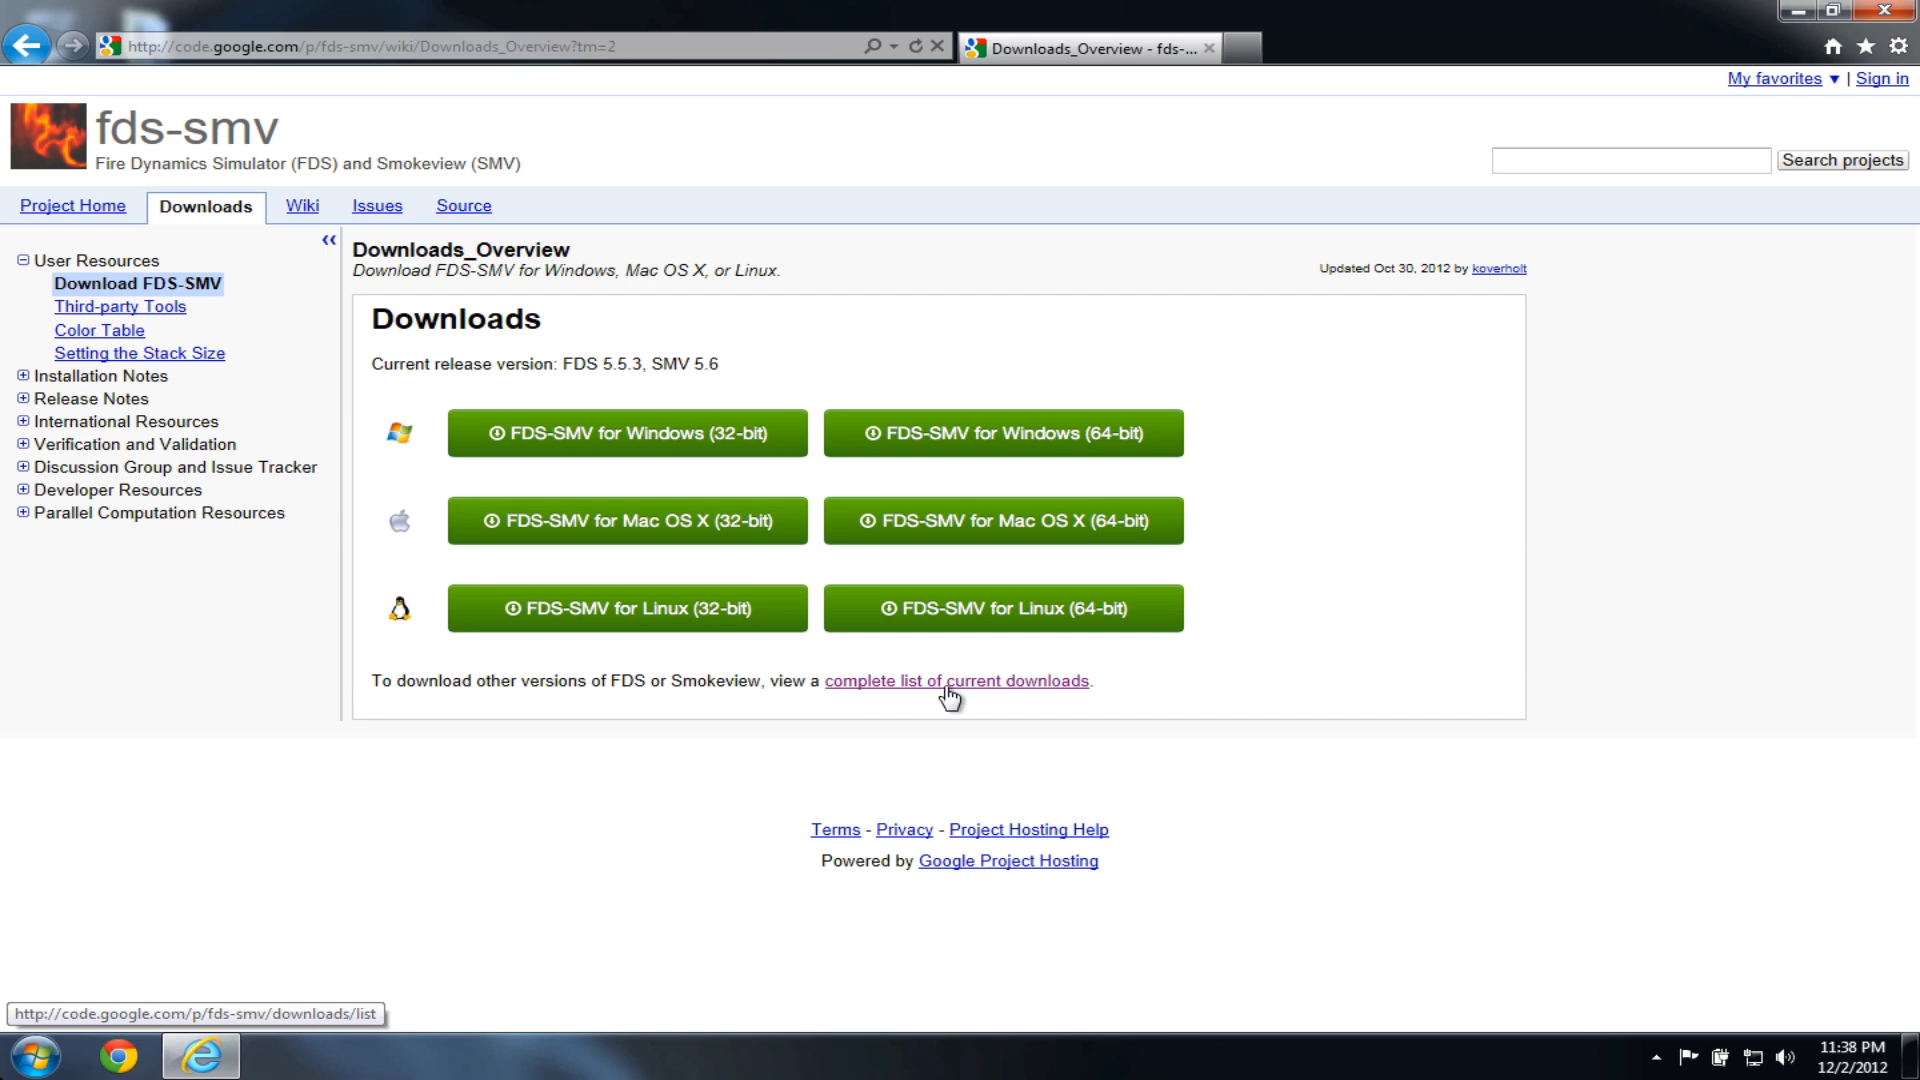 http://code.google.com/p/fds-smv/wiki/Downloads_Overview?tm=2
Downloads_Overview - fds-...
My favorites ▼ | Sign in
fds-smv
Fire Dynamics Simulator (FDS) and Smokeview (SMV)
Search projects
Project Home
Downloads
Wiki
Issues
Source
User Resources
Download FDS-SMV
Third-party Tools
Color Table
Setting the Stack Size
Installation Notes
Release Notes
International Resources
Verification and Validation
Discussion Group and Issue Tracker
Developer Resources
Parallel Computation Resources
Downloads_Overview
Download FDS-SMV for Windows, Mac OS X, or Linux.
Updated Oct 30, 2012 by koverholt
Downloads
Current release version: FDS 5.5.3, SMV 5.6
FDS-SMV for Windows (32-bit)
FDS-SMV for Windows (64-bit)
FDS-SMV for Mac OS X (32-bit)
FDS-SMV for Mac OS X (64-bit)
FDS-SMV for Linux (32-bit)
FDS-SMV for Linux (64-bit)
To download other versions of FDS or Smokeview, view a complete list of current downloads.
Terms - Privacy - Project Hosting Help
Powered by Google Project Hosting
http://code.google.com/p/fds-smv/downloads/list
11:38 PM
12/2/2012